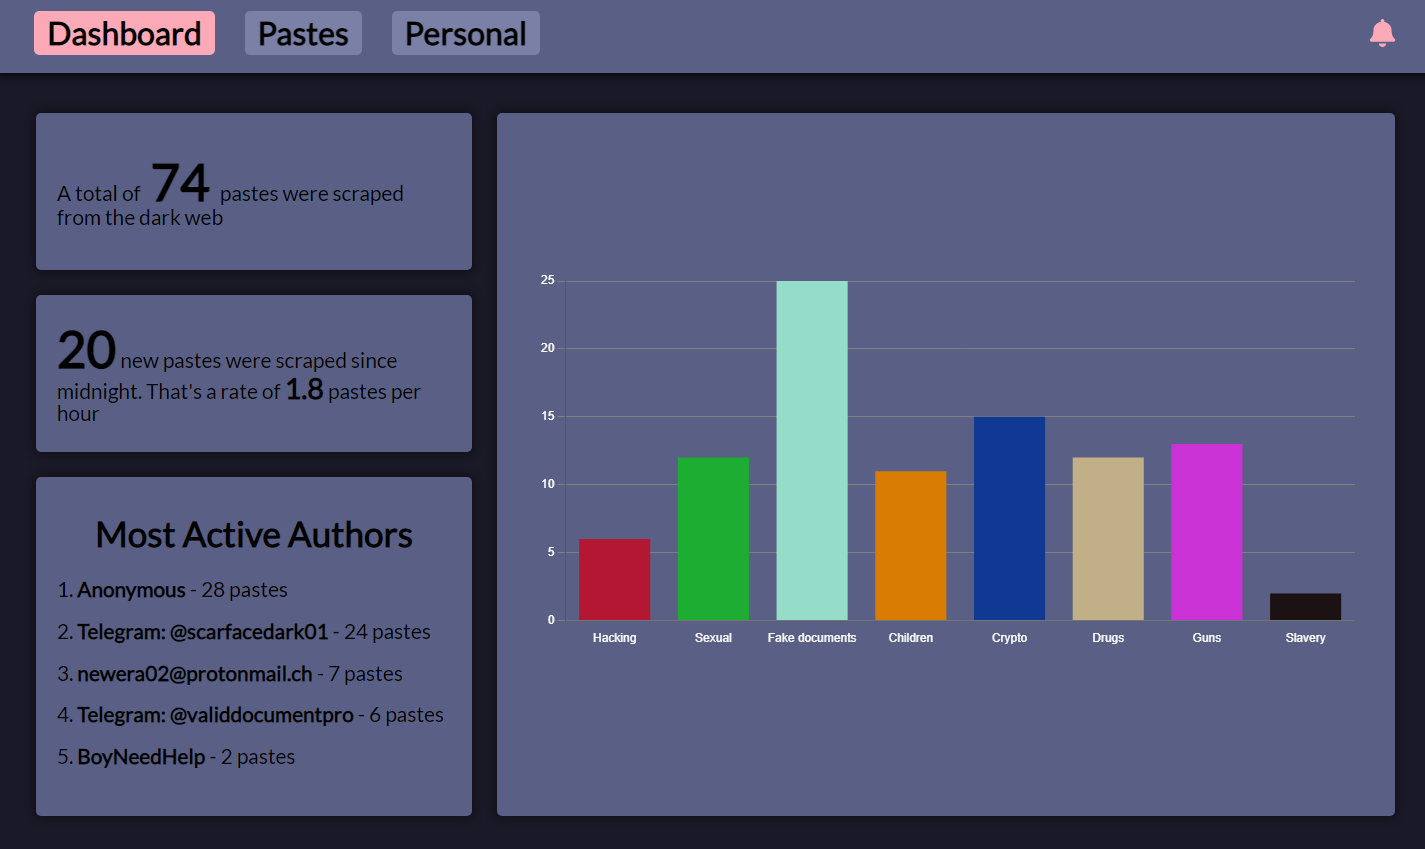 Dashboard Pastes Personal
A total of 74 pastes were scraped
from the dark web
20 new pastes were scraped since
midnight. That's a rate of 1.8 pastes per
hour
Most Active Authors
1. Anonymous - 28 pastes
2. Telegram: @scarfacedark01 - 24 pastes
3. newera02@protonmail.ch - 7 pastes
4. Telegram: @validdocumentpro - 6 pastes
5. BoyNeedHelp - 2 pastes
25
20
15
10
5
0
Hacking Sexual Fake documents Children Crypto Drugs Guns Slavery